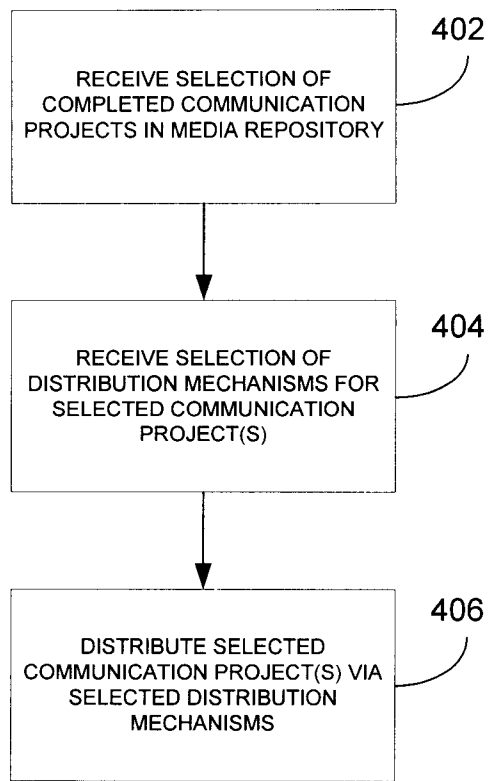 402
RECEIVE SELECTION OF
COMPLETED COMMUNICATION
PROJECTS IN MEDIA REPOSITORY
404
RECEIVE SELECTION OF
DISTRIBUTION MECHANISMS FOR
SELECTED COMMUNICATION
PROJECT(S)
406
DISTRIBUTE SELECTED
COMMUNICATION PROJECT(S) VIA
SELECTED DISTRIBUTION
MECHANISMS